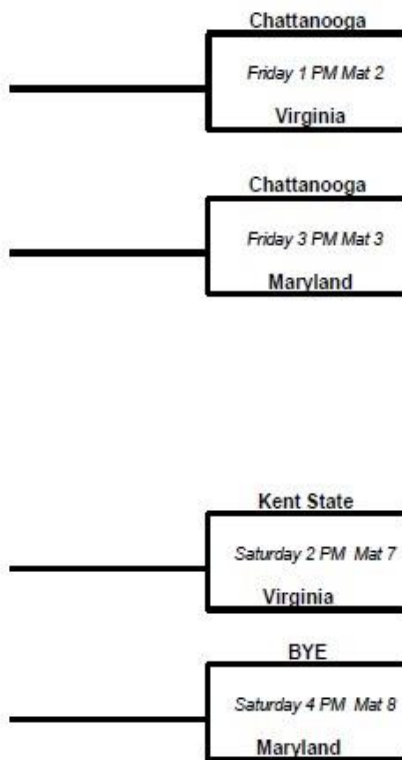 Chattanooga
Friday 1 PM Mat 2
Virginia
Chattanooga
Friday 3 PM Mat 3
Maryland
Kent State
Saturday 2 PM Mat 7
Virginia
BYE
Saturday 4 PM Mat 8
Maryland